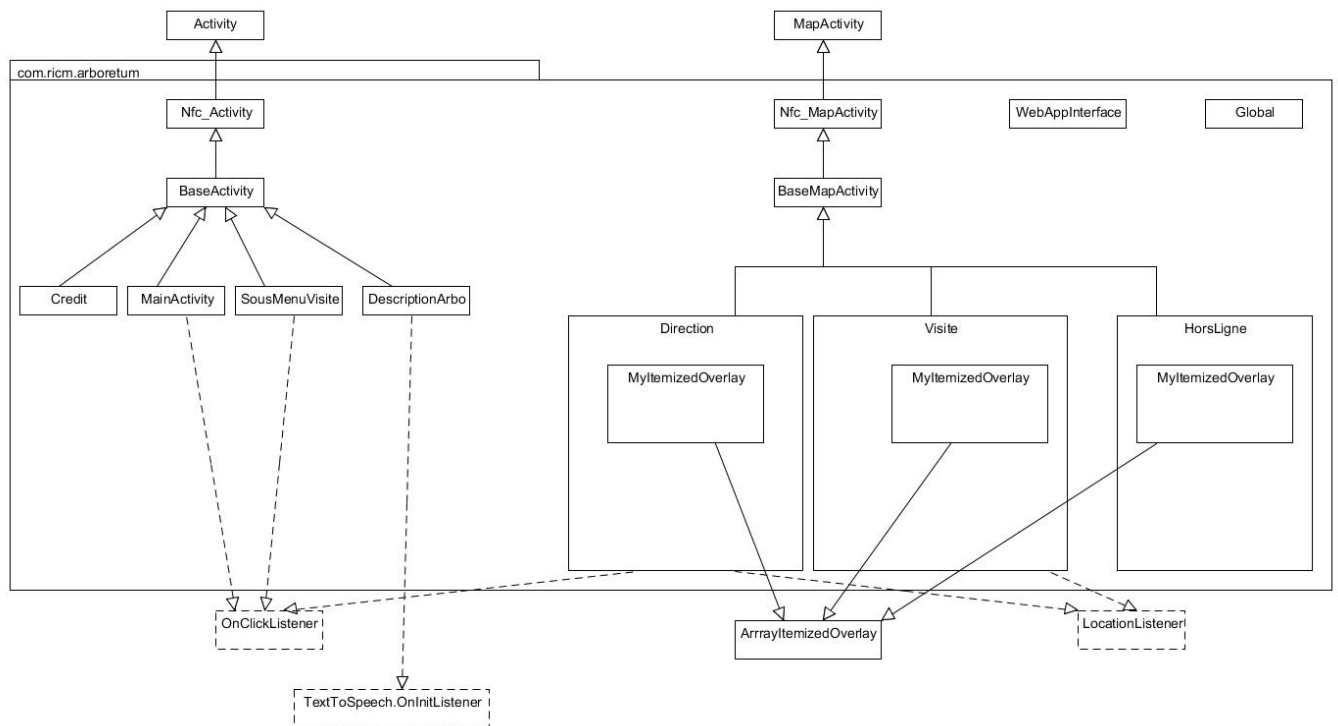 Activity
MapActivity
com.ricm.arboretum
Nfc_Activity
Nfc_MapActivity
WebAppInterface
Global
BaseActivity
BaseMapActivity
Credit
MainActivity
SousMenuVisite
DescriptionArbo
Direction
Visite
HorsLigne
MyItemizedOverlay
MyItemizedOverlay
MyItemizedOverlay
OnClickListener
ArrrayItemizedOverlay
LocationListener
TextToSpeech.OnInitListener